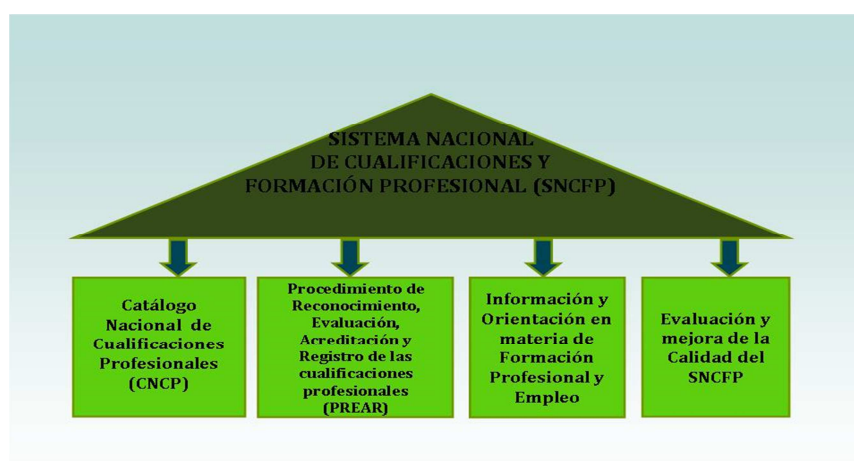 SISTEMA NACIONAL
DE CUALIFICACIONES Y
FORMACIÓN PROFESIONAL (SNCFP)
Catálogo
Nacional de
Cualificaciones
Profesionales
(CNCP)
Procedimiento de
Reconocimiento,
Evaluación,
Acreditación y
Registro de las
cualificaciones
profesionales
(PREAR)
Información y
Orientación en
materia de
Formación
Profesional y
Empleo
Evaluación y
mejora de la
Calidad del
SNCFP